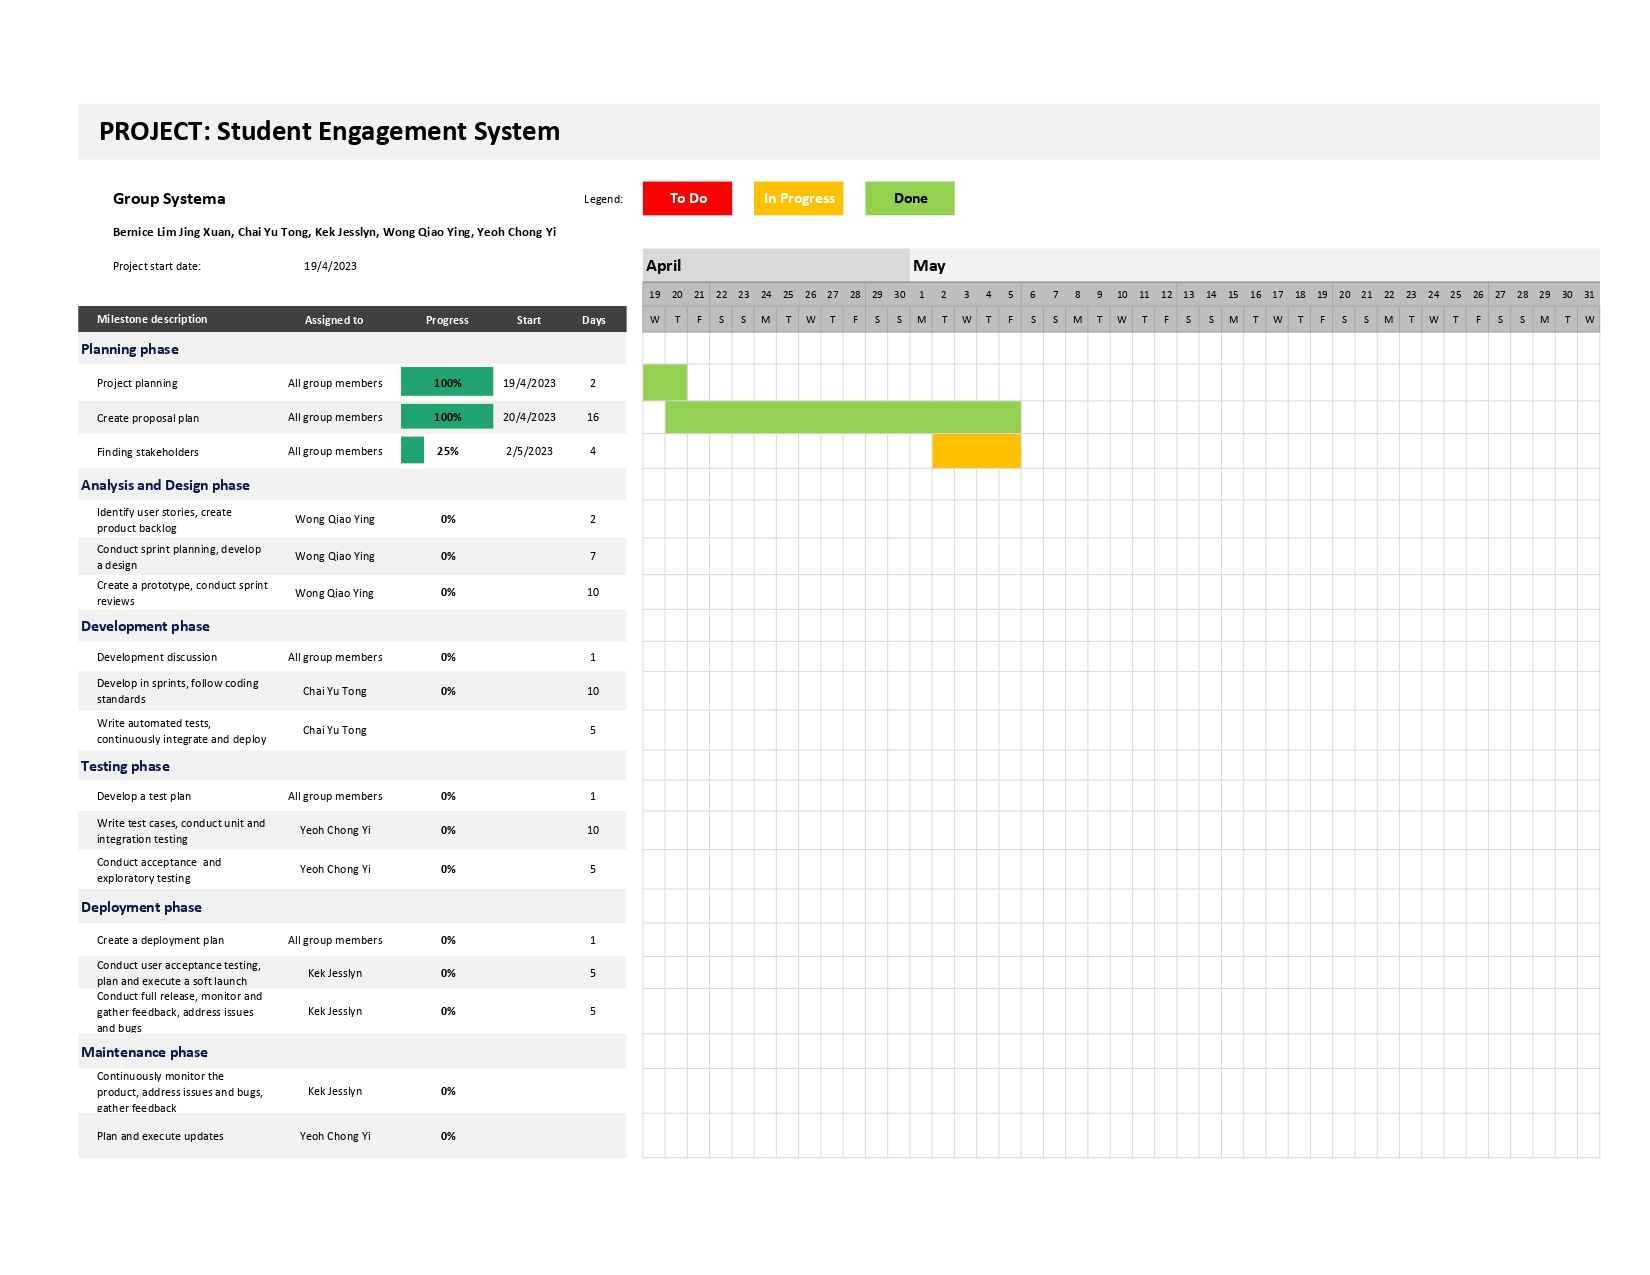 PROJECT: Student Engagement System
Group Systema
Legend:
To Do
In Progress
Done
Bernice Lim Jing Xuan, Chai Yu Tong, Kek Jesslyn, Wong Qiao Ying, Yeoh Chong Yi
Project start date:
19/4/2023
April
May
19 20 21 22 23 24 25 26 27 28 29 30 1 2 3 4 5 6 7 8 9 10 11 12 13 14 15 16 17 18 19 20 21 22 23 24 25 26 27 28 29 30 31
Milestone description Assigned to Progress Start Days
W T F S S M T W T F S S M T W T F S S M T W T F S S M T W T F S S M T W T F S S M T W
Planning phase
Project planning All group members 100% 19/4/2023 2
Create proposal plan All group members 100% 20/4/2023 16
Finding stakeholders All group members 25% 2/5/2023 4
Analysis and Design phase
Identify user stories, create
product backlog
Wong Qiao Ying 0% 2
Conduct sprint planning, develop
a design
Wong Qiao Ying 0% 7
Create a prototype, conduct sprint
reviews
Wong Qiao Ying 0% 10
Development phase
Development discussion All group members 0% 1
Develop in sprints, follow coding
standards
Chai Yu Tong 0% 10
Write automated tests,
continuously integrate and deploy
Chai Yu Tong 5
Testing phase
Develop a test plan All group members 0% 1
Write test cases, conduct unit and
integration testing
Yeoh Chong Yi 0% 10
Conduct acceptance and
exploratory testing
Yeoh Chong Yi 0% 5
Deployment phase
Create a deployment plan All group members 0% 1
Conduct user acceptance testing,
plan and execute a soft launch
Kek Jesslyn 0% 5
Conduct full release, monitor and
gather feedback, address issues
and bugs
Kek Jesslyn 0% 5
Maintenance phase
Continuously monitor the
product, address issues and bugs,
gather feedback
Kek Jesslyn 0%
Plan and execute updates Yeoh Chong Yi 0%